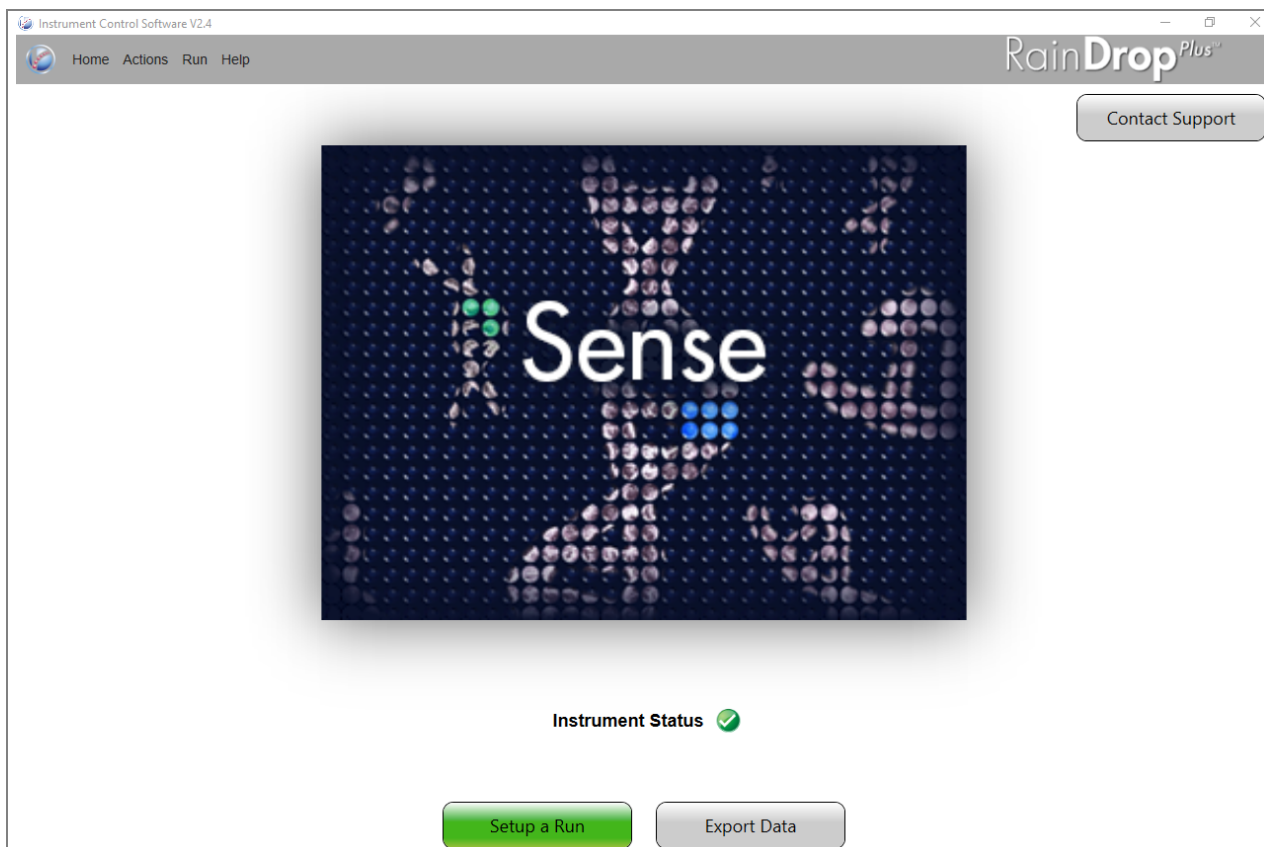 Instrument Control Software V2.4
Home Actions Run Help
RainDrop Plus™
Contact Support
Sense
Instrument Status
Setup a Run
Export Data